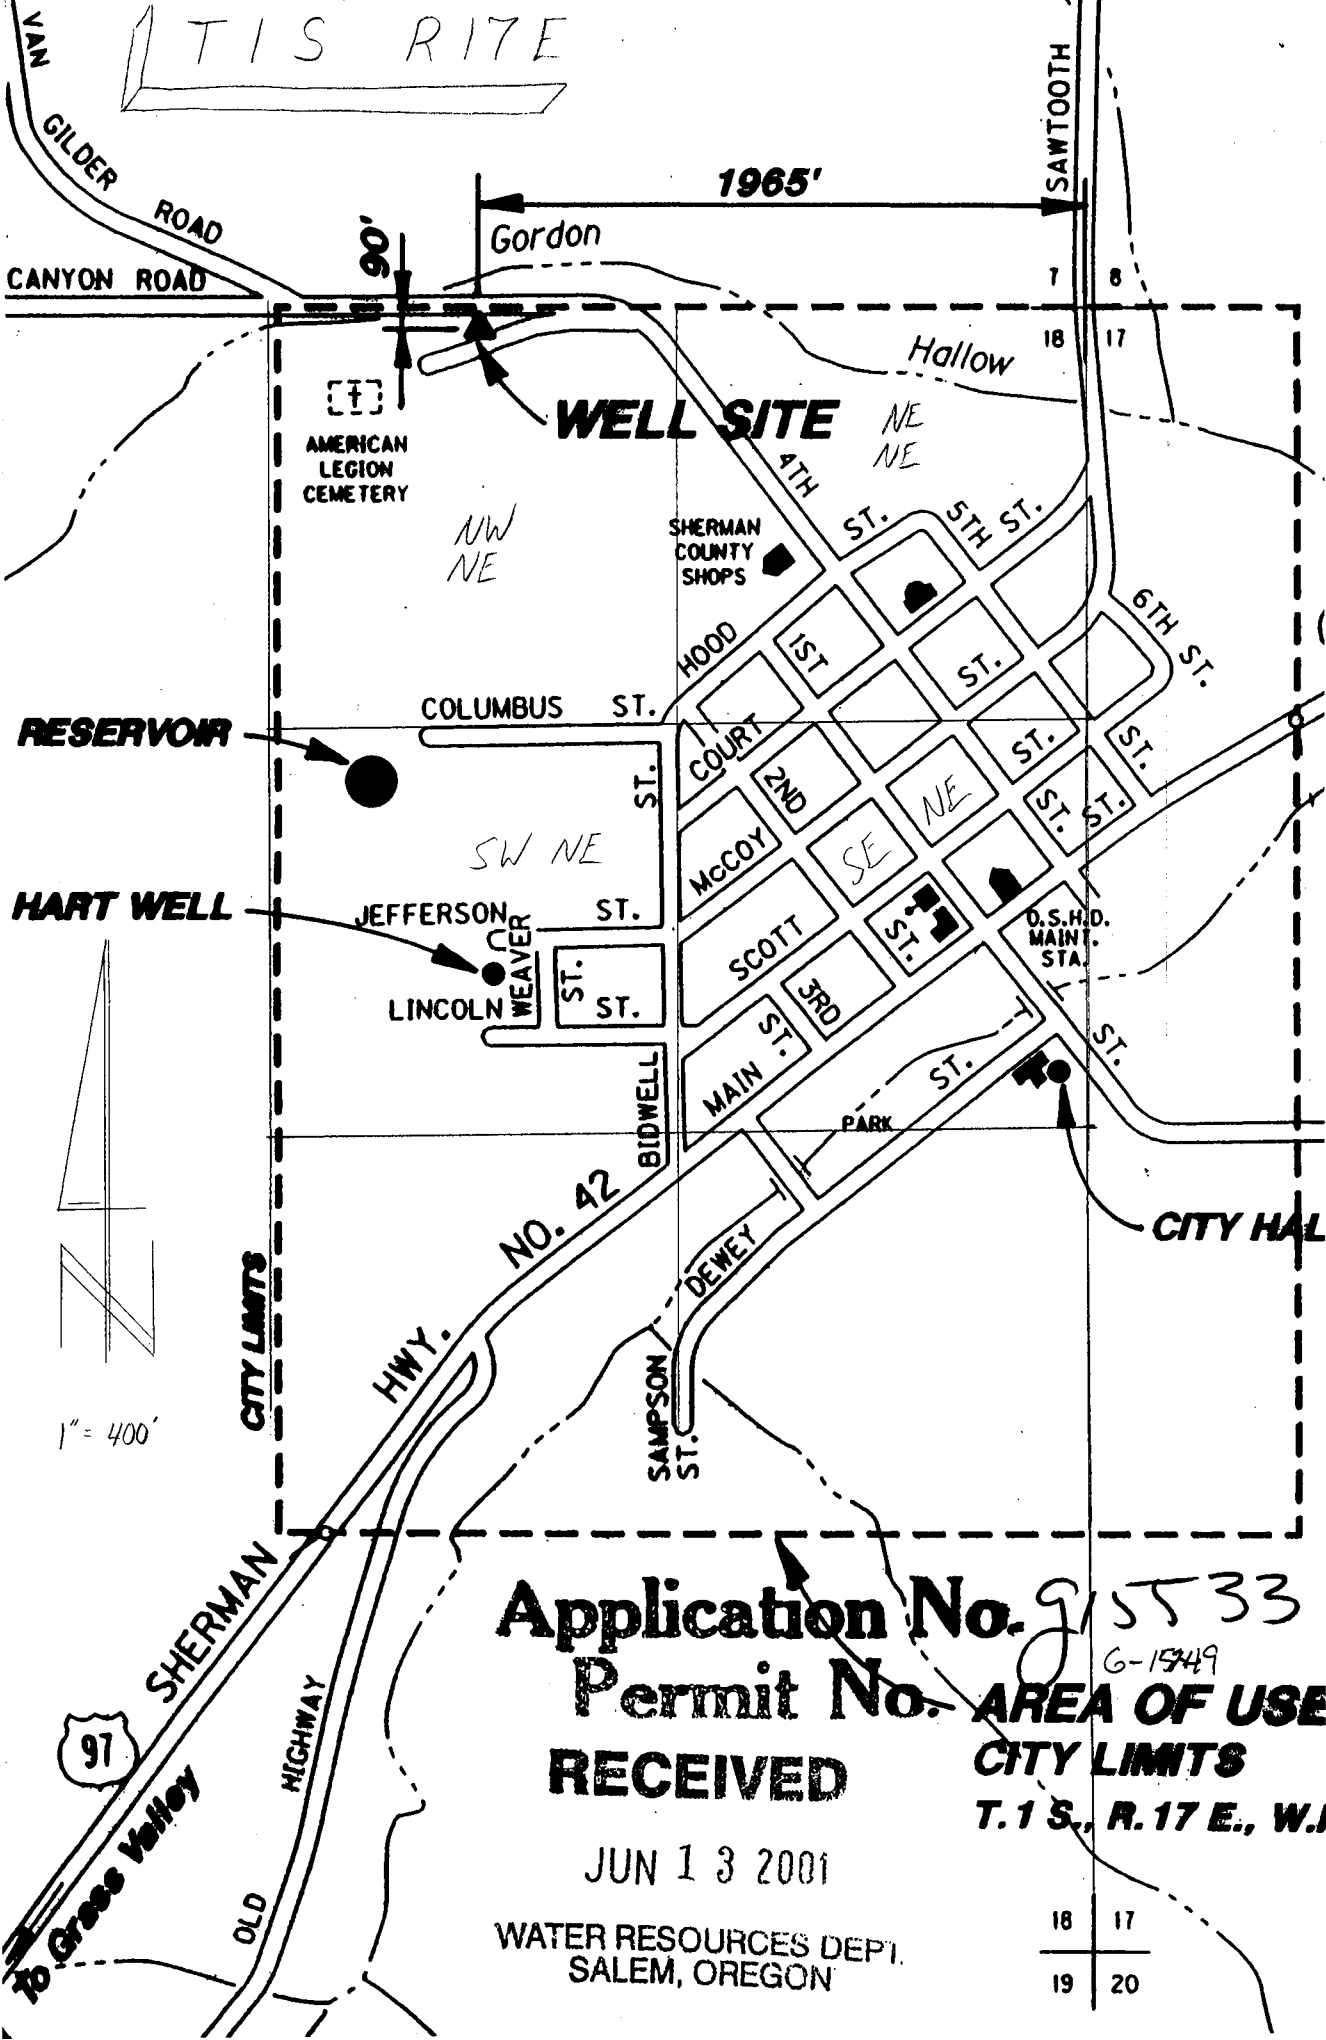 T 1 S R 17 E
VAN
GILDER
ROAD
CANYON ROAD
SAWTOOTH
1965'
90'
Gordon
7 8
18 17
Hallow
WELL SITE
NE
NE
AMERICAN
LEGION
CEMETERY
4TH
ST.
5TH ST.
NW
NE
SHERMAN
COUNTY
SHOPS
6TH ST.
HOOD
1ST
ST.
COLUMBUS ST.
RESERVOIR
COURT
ST.
ST.
ST.
2ND
NE
ST. ST.
SW NE
McCOY
SE
HART WELL
JEFFERSON ST.
WEAVER
ST.
SCOTT
ST.
O.S.H.D.
MAINT.
STA.
LINCOLN ST.
3RD
ST.
ST.
BIDWELL
MAIN
ST.
PARK
NO. 42
CITY HAL
DEWEY
CITY LIMITS
HWY.
SAMPSON
ST.
1" = 400'
SHERMAN
Application No. G15533
Permit No.
AREA OF USE
CITY LIMITS
T. 1 S., R. 17 E., W.
97
HIGHWAY
RECEIVED
To Grass Valley
JUN 13 2001
OLD
WATER RESOURCES DEPT.
SALEM, OREGON
18 17
19 20